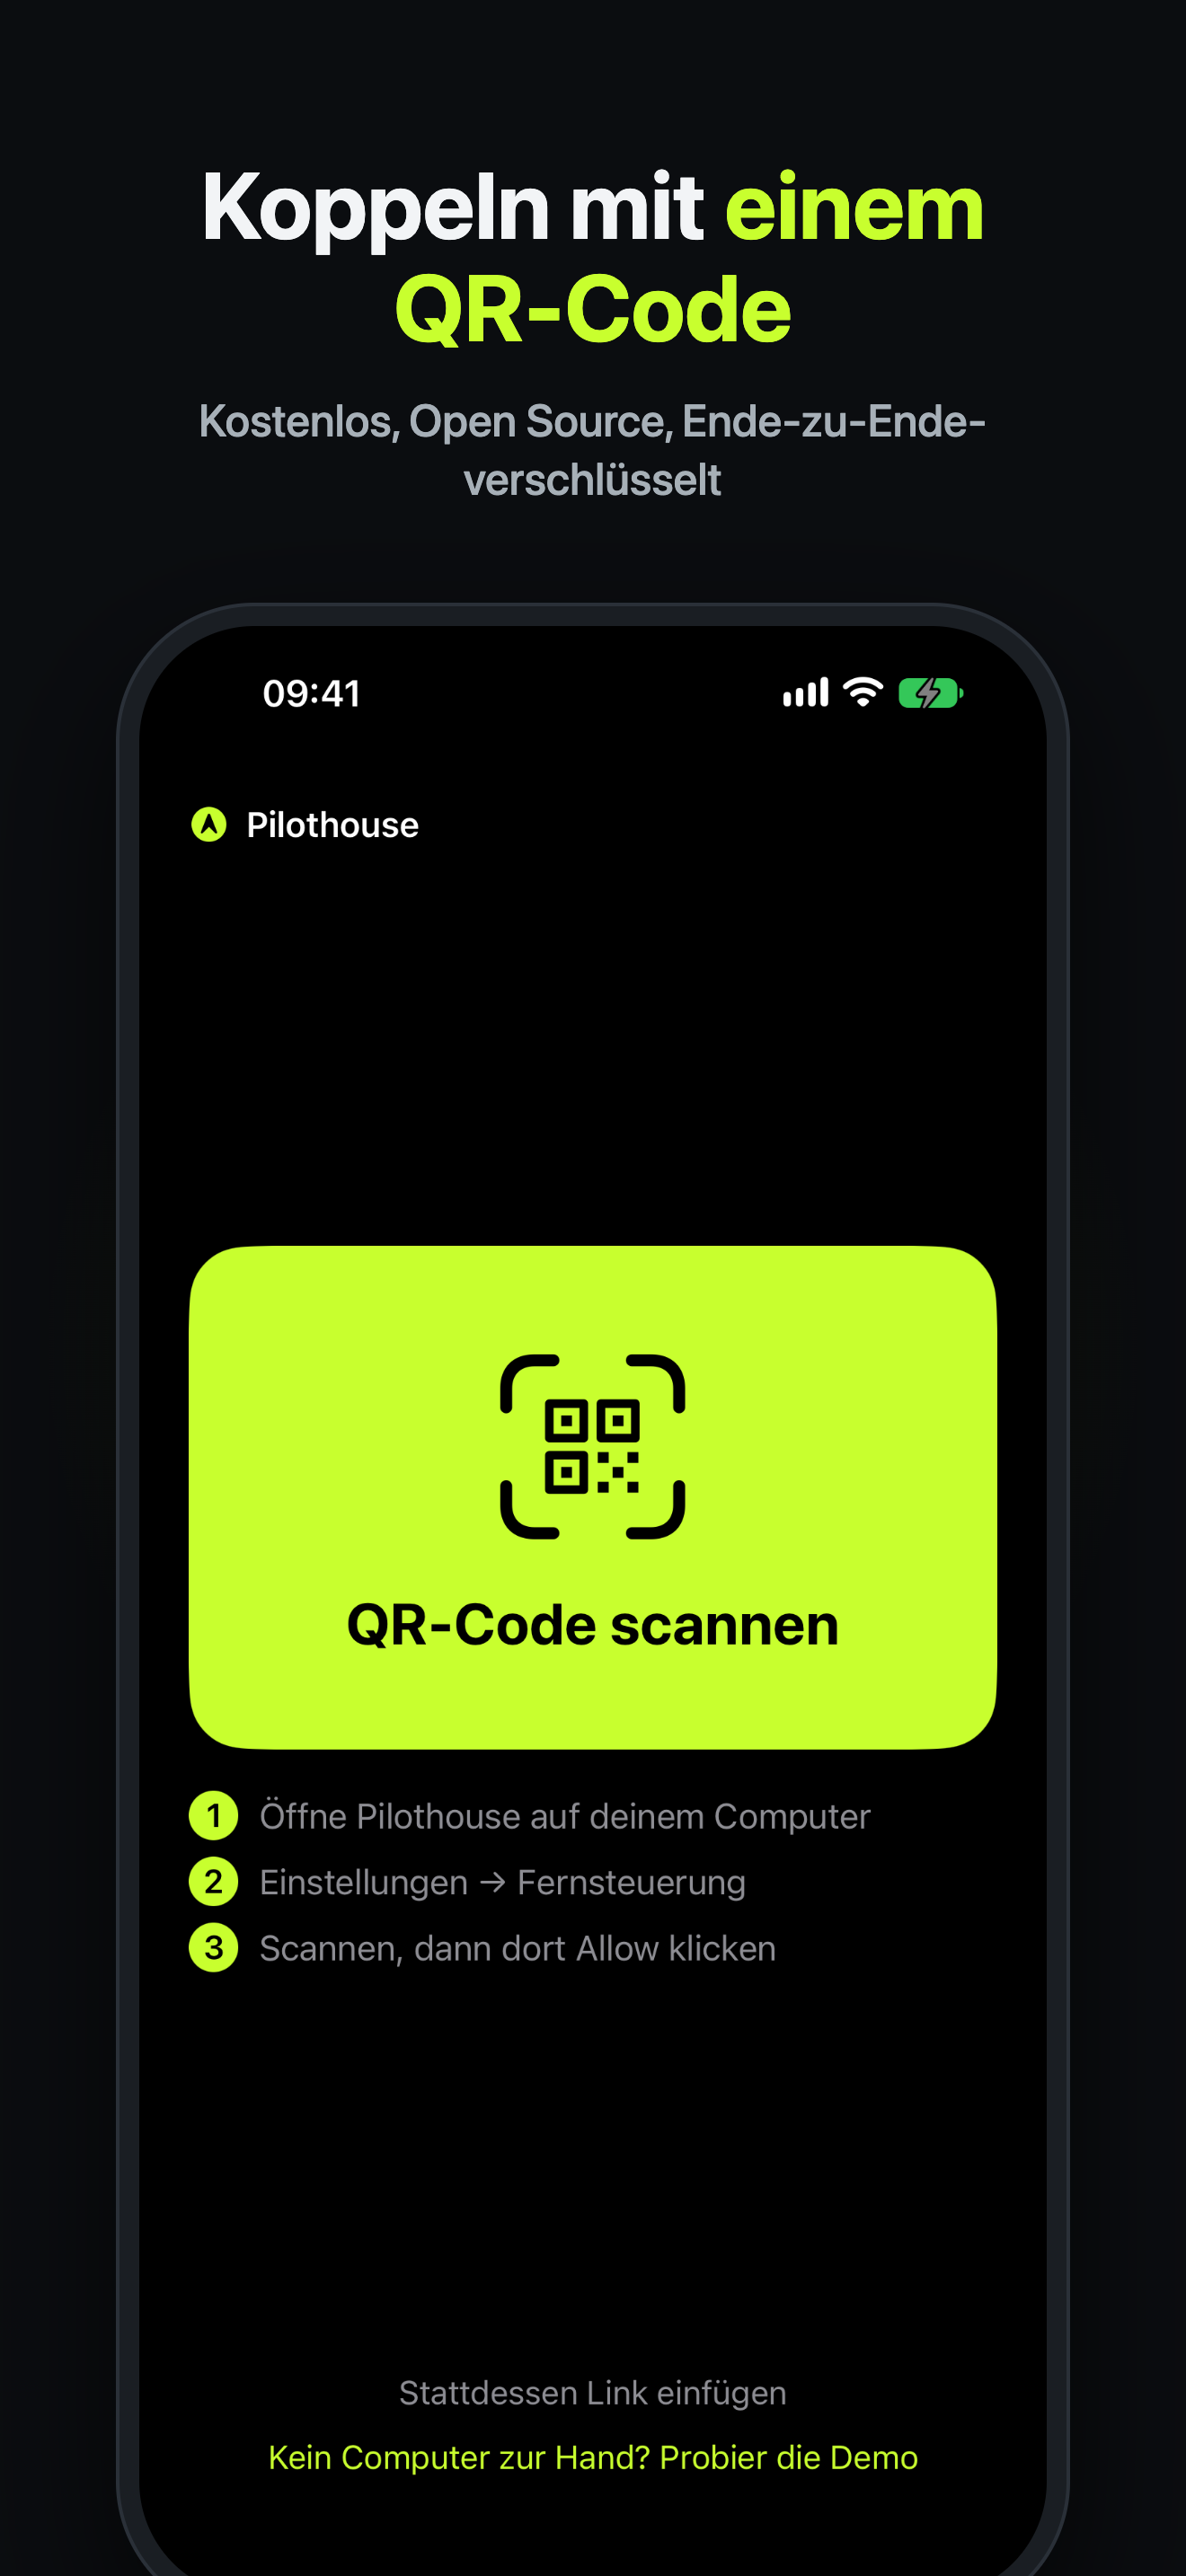 Koppeln mit einem
QR-Code
Kostenlos, Open Source, Ende-zu-Ende-
verschlüsselt
09:41
Pilothouse
QR-Code scannen
1 Öffne Pilothouse auf deinem Computer
2 Einstellungen → Fernsteuerung
3 Scannen, dann dort Allow klicken
Stattdessen Link einfügen
Kein Computer zur Hand? Probier die Demo